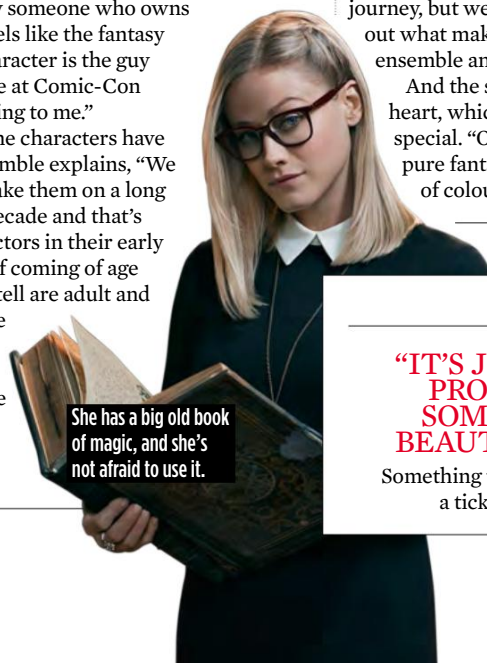 someone who owns
els like the fantasy
aracter is the guy
e at Comic-Con
ing to me.”
ne characters have
mble explains, “We
ake them on a long
ecade and that’s
ctors in their early
f coming of age
tell are adult and
e
e
She has a big old book
of magic, and she’s
not afraid to use it.
journey, but we
out what mak
ensemble an
And the s
heart, whic
special. “O
pure fant
of colou
“IT’S J
PRO
SOM
BEAUT
Something
a tick